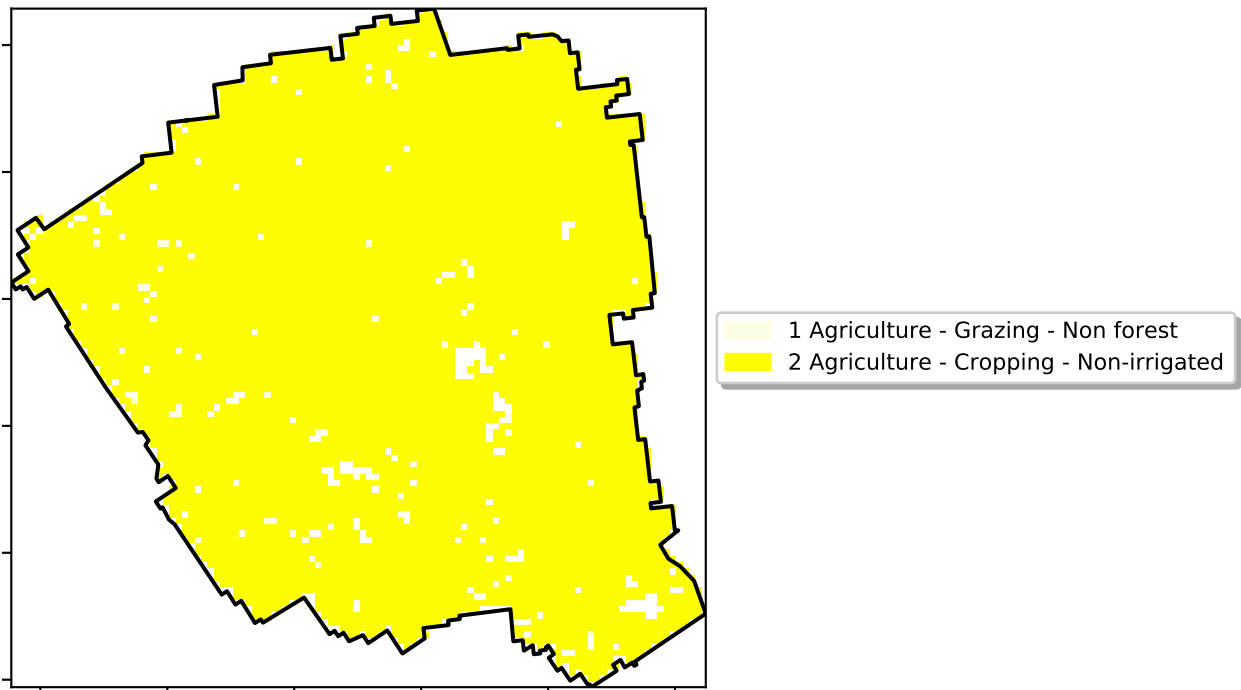 1 Agriculture - Grazing - Non forest
2 Agriculture - Cropping - Non-irrigated